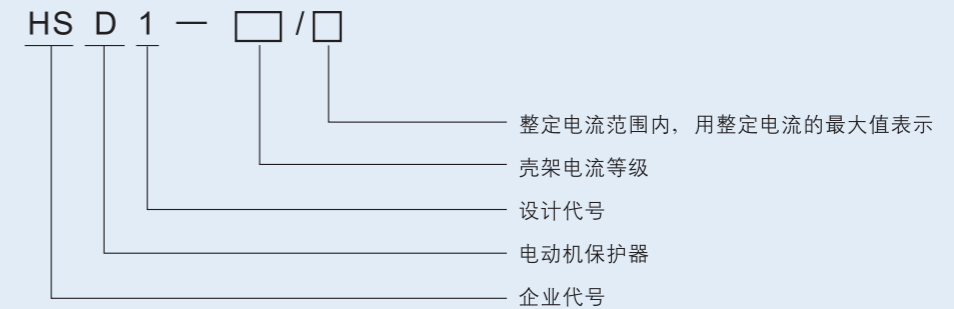 HS D 1 — □ / □
整定电流范围内，用整定电流的最大值表示
壳架电流等级
设计代号
电动机保护器
企业代号